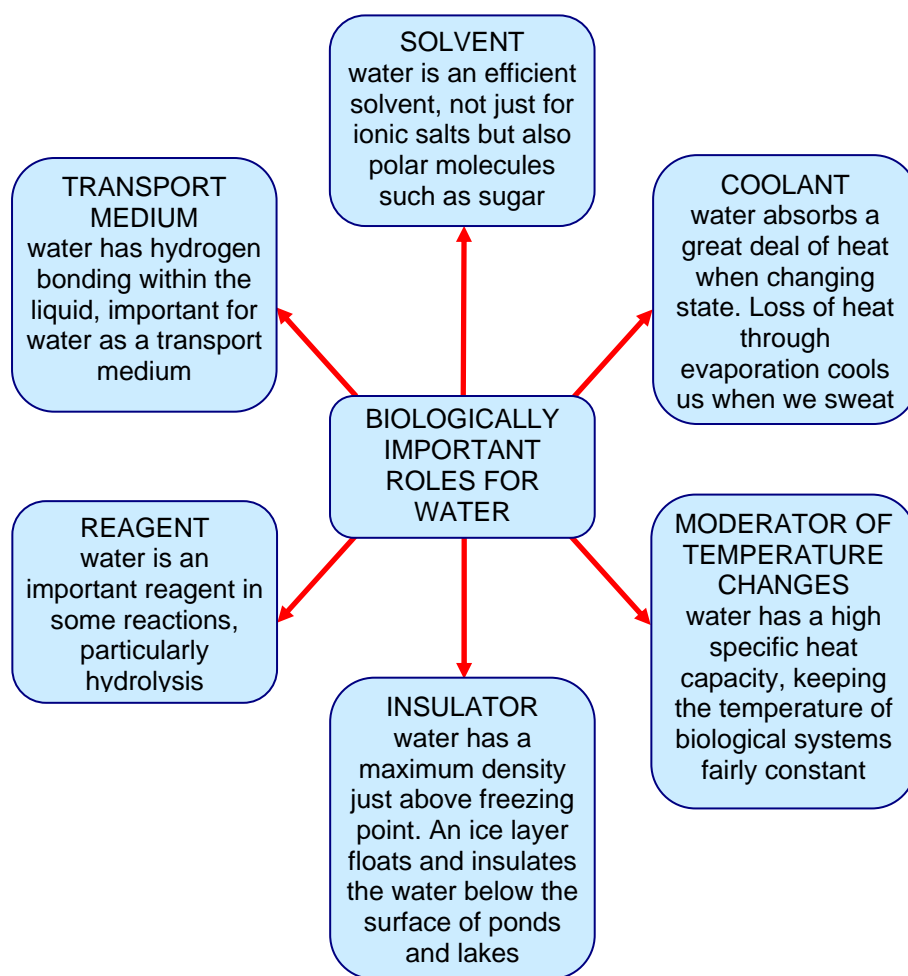 SOLVENT
water is an efficient
solvent, not just for
ionic salts but also
polar molecules
such as sugar
TRANSPORT
MEDIUM
water has hydrogen
bonding within the
liquid, important for
water as a transport
medium
COOLANT
water absorbs a
great deal of heat
when changing
state. Loss of heat
through
evaporation cools
us when we sweat
BIOLOGICALLY
IMPORTANT
ROLES FOR
WATER
REAGENT
water is an
important reagent in
some reactions,
particularly
hydrolysis
MODERATOR OF
TEMPERATURE
CHANGES
water has a high
specific heat
capacity, keeping
the temperature of
biological systems
fairly constant
INSULATOR
water has a
maximum density
just above freezing
point. An ice layer
floats and insulates
the water below the
surface of ponds
and lakes